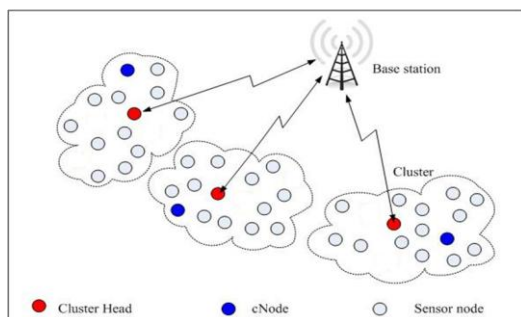 Base station
Cluster
Cluster Head
cNode
Sensor node